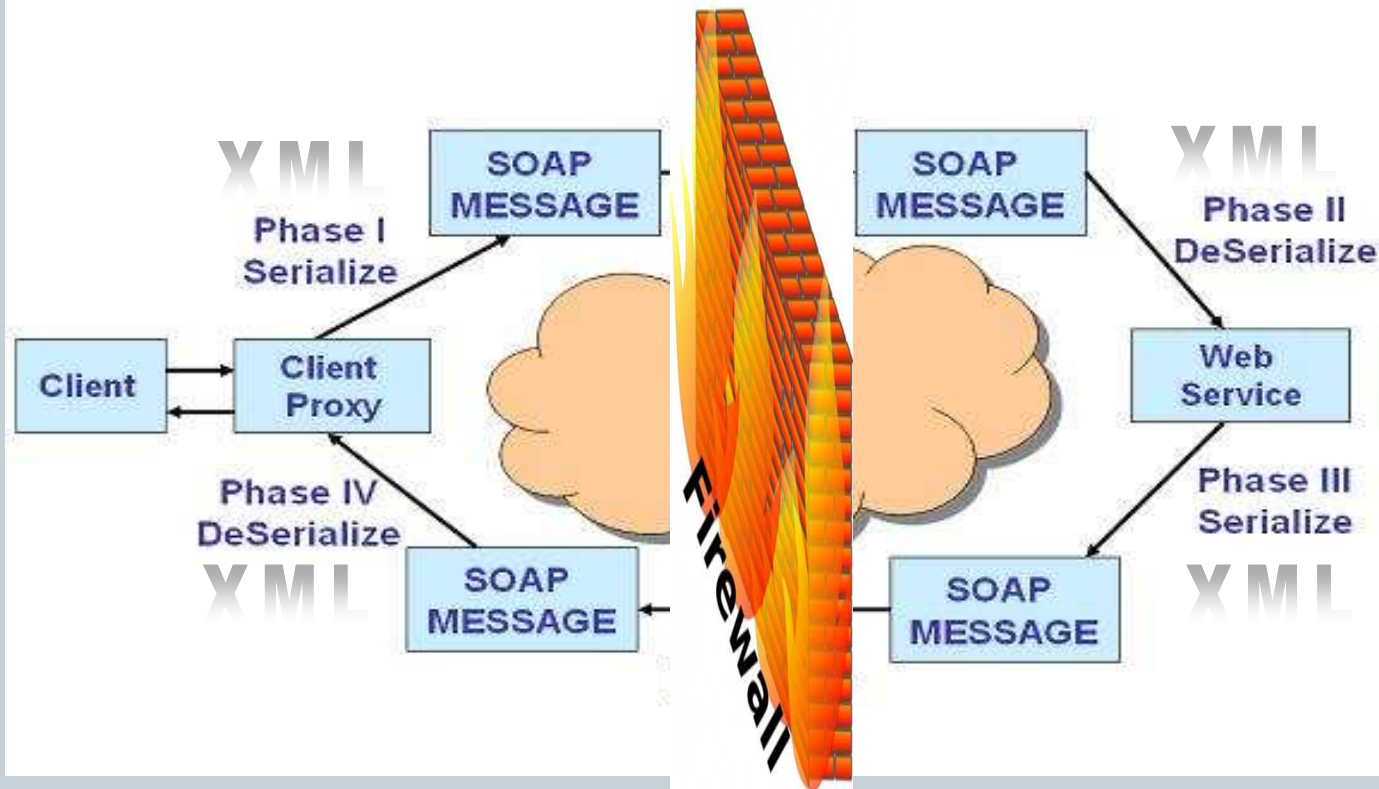 XML
SOAP
MESSAGE
SOAP
MESSAGE
XML
Phase I
Serialize
Phase II
DeSerialize
Client
Client
Proxy
Web
Service
Phase IV
DeSerialize
Phase III
Serialize
XML
SOAP
MESSAGE
Firewall
SOAP
MESSAGE
XML